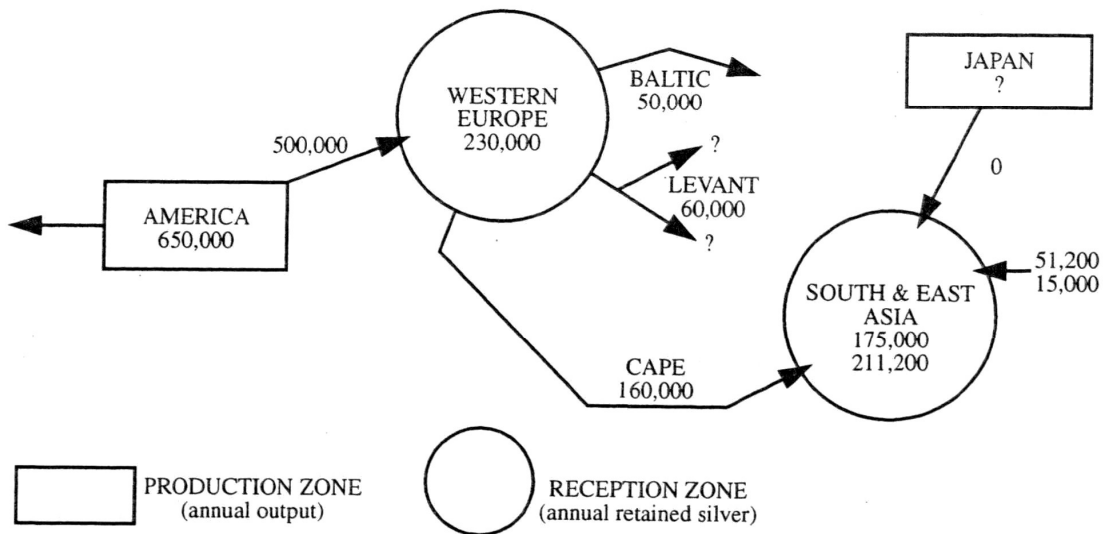 JAPAN
?
BALTIC
50,000
WESTERN
EUROPE
230,000
500,000
?
LEVANT
60,000
?
0
AMERICA
650,000
51,200
15,000
SOUTH & EAST
ASIA
175,000
211,200
CAPE
160,000
PRODUCTION ZONE
(annual output)
RECEPTION ZONE
(annual retained silver)